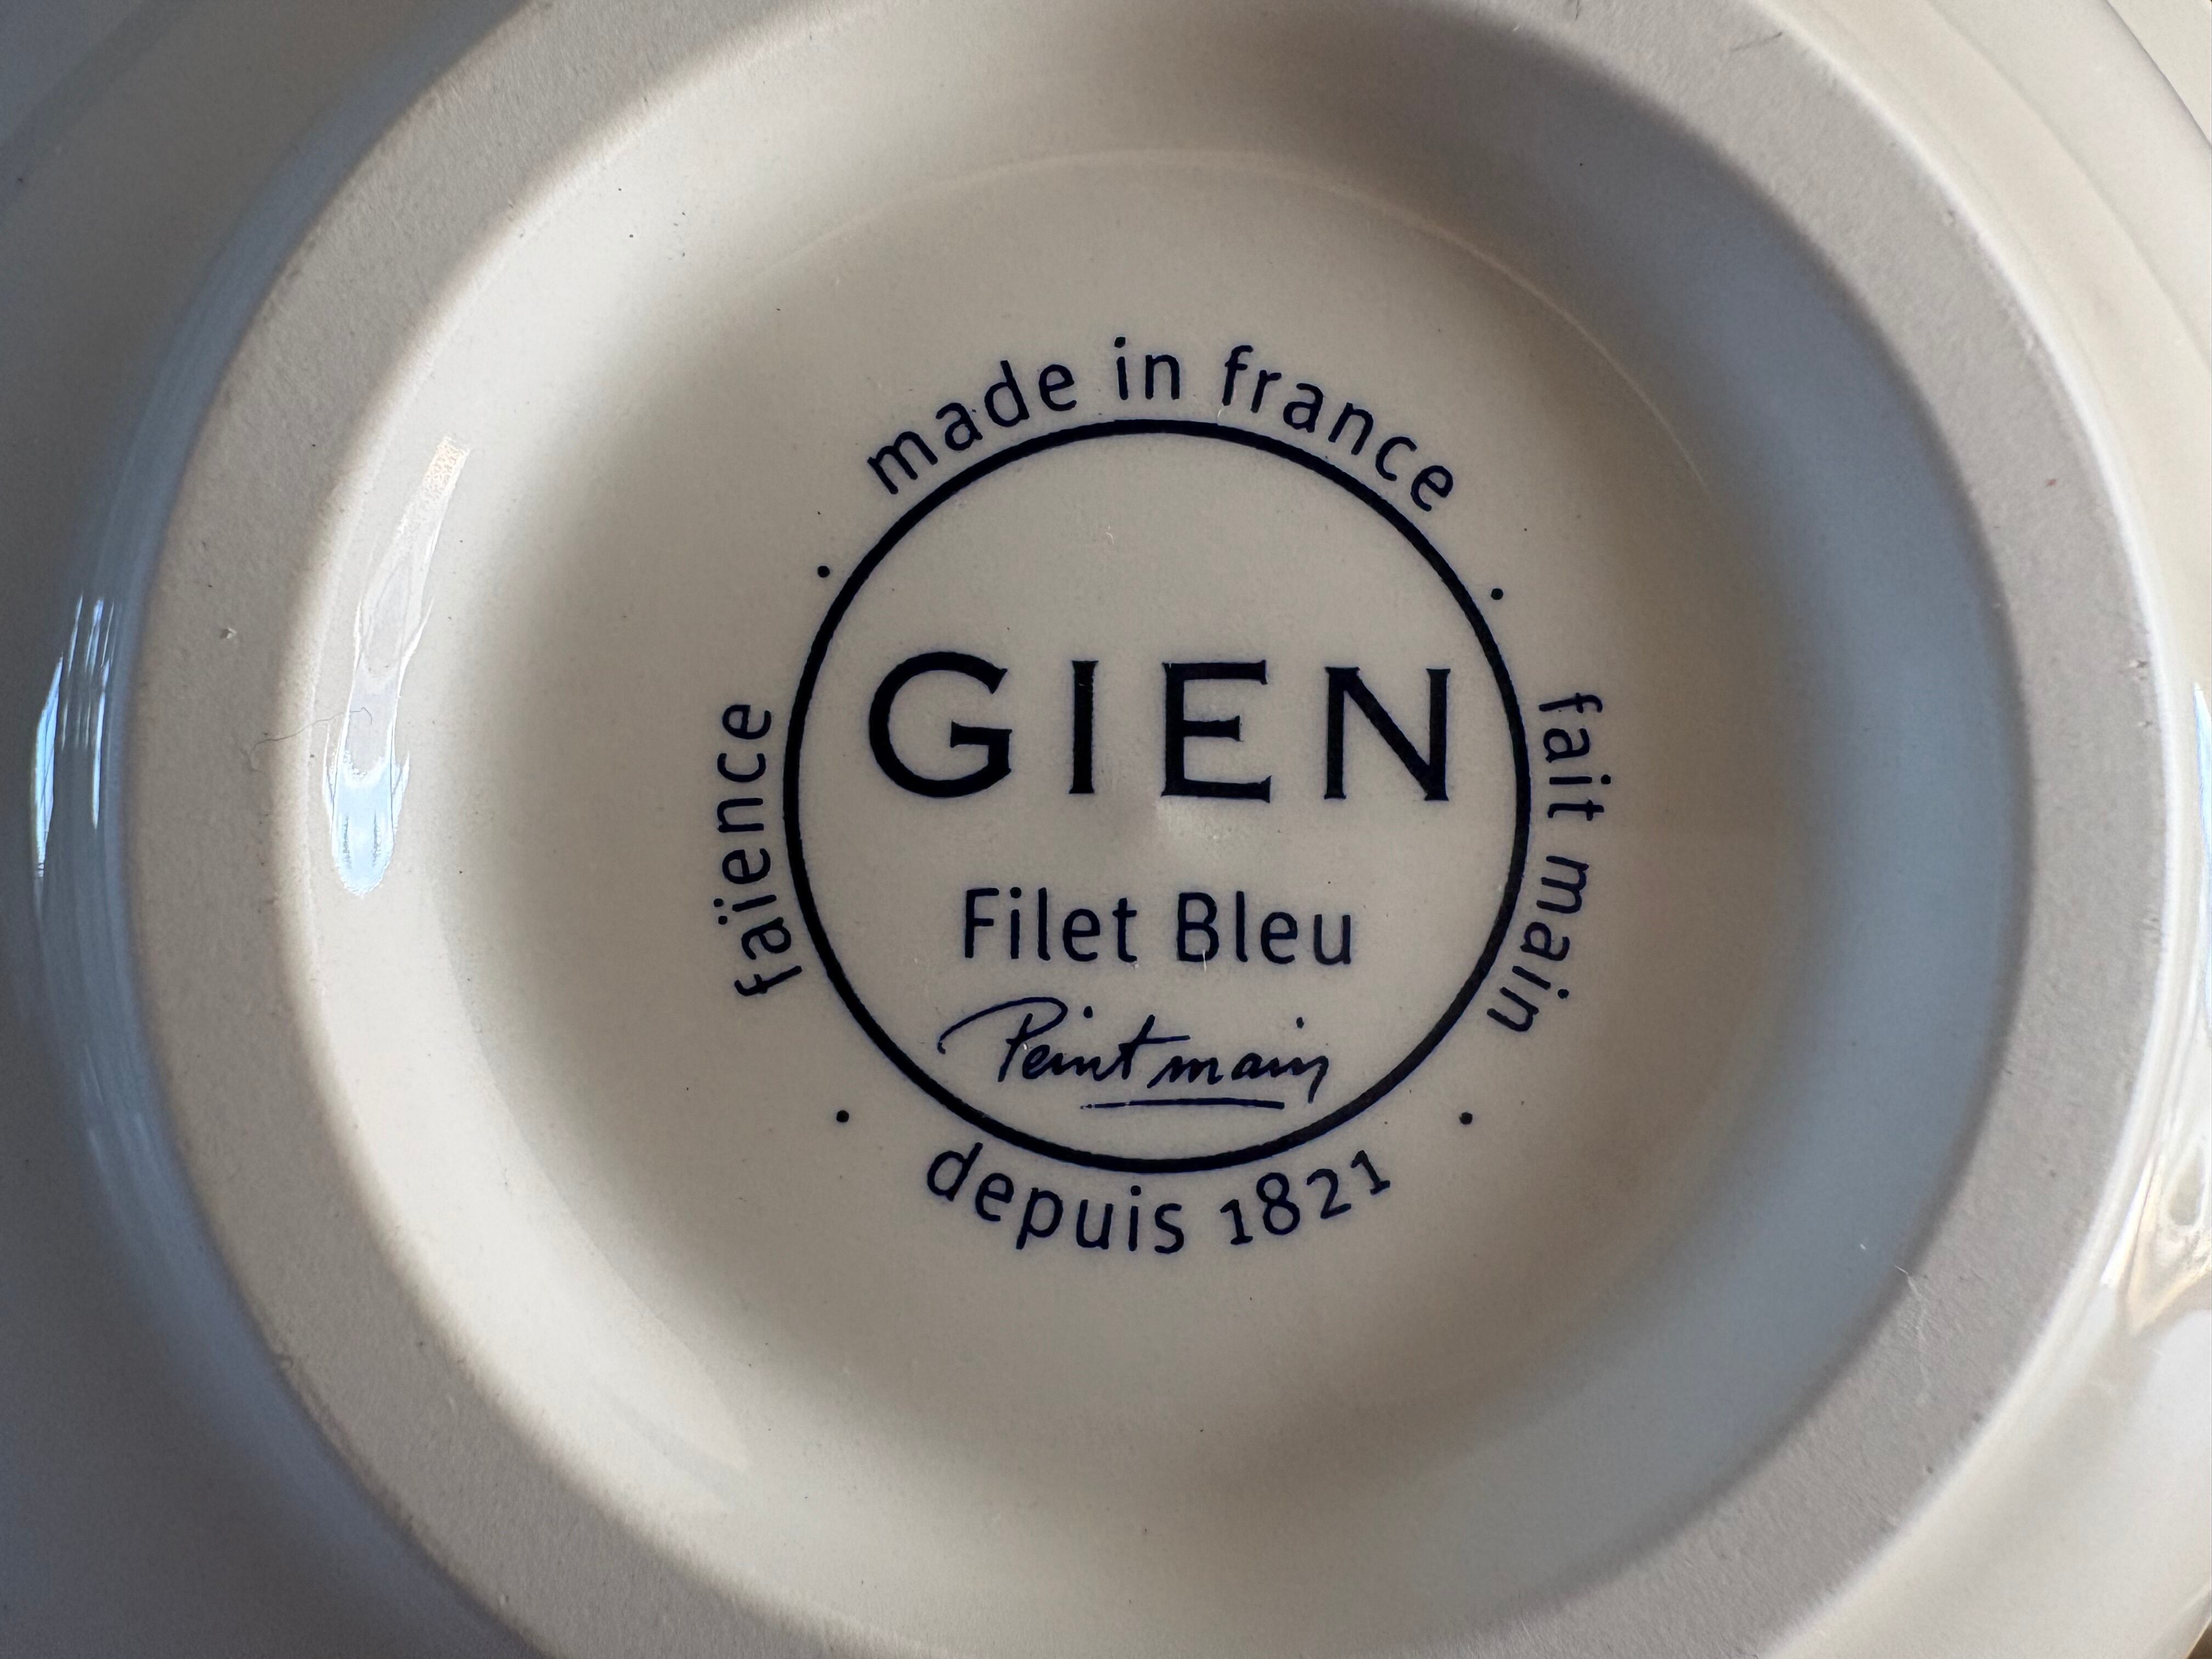 made in france
GIEN
Filet Bleu
Peint main
faïence
fait main
depuis 1821